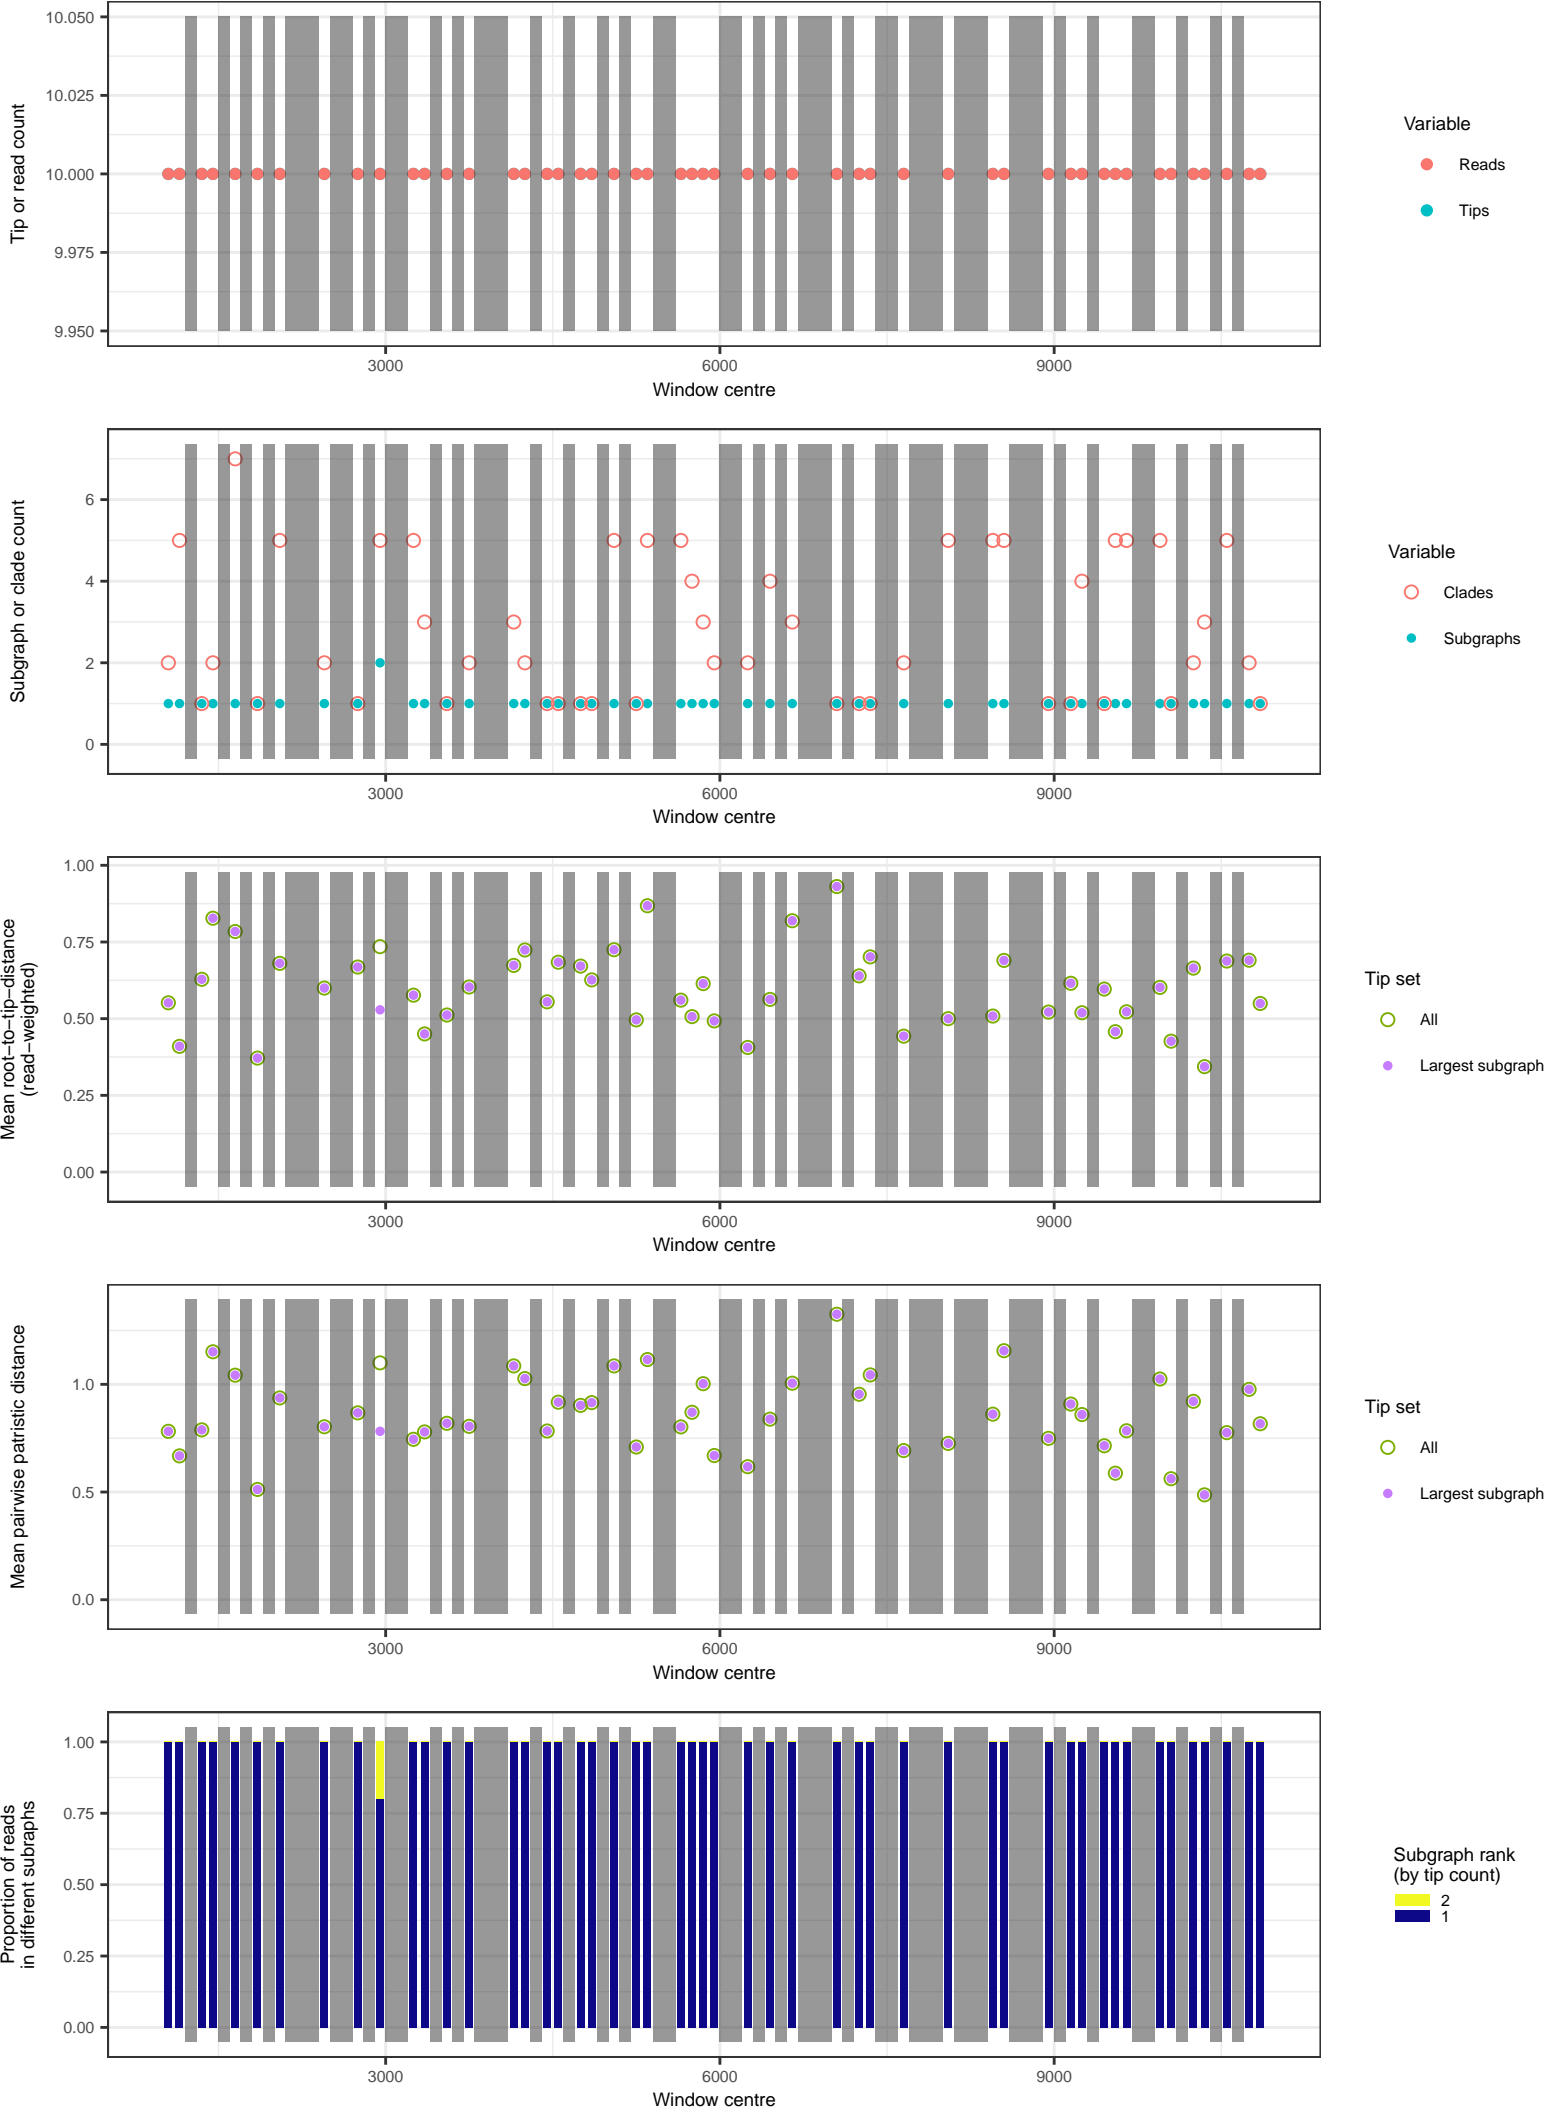 10.050
10.025
10.000
9.975
9.950
Tip or read count
3000
6000
9000
Window centre
Variable
Reads
Tips
6
4
2
0
Subgraph or clade count
3000
6000
9000
Window centre
Variable
Clades
Subgraphs
1.00
0.75
0.50
0.25
0.00
Mean root−to−tip−distance
(read−weighted)
3000
6000
9000
Window centre
Tip set
All
Largest subgraph
1.0
0.5
0.0
Mean pairwise patristic distance
3000
6000
9000
Window centre
Tip set
All
Largest subgraph
1.00
0.75
0.50
0.25
0.00
Proportion of reads
in different subraphs
3000
6000
9000
Window centre
Subgraph rank
(by tip count)
2
1